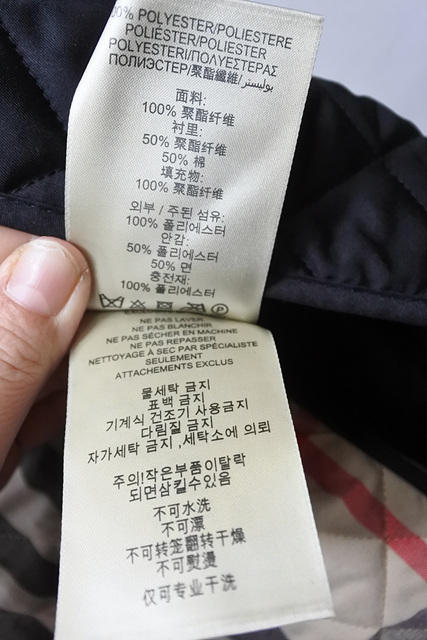 0% POLYESTER/POLIESTERE
POLIÉSTER/POLIESTER
POLYESTERI/ΠΟΛΥΕΣΤΕΡΑΣ
ПОЛИЭСТЕР/聚酯纖維/بوليستر
面料:
100% 聚酯纤维
衬里:
50% 聚酯纤维
50% 棉
填充物:
100% 聚酯纤维
외부 / 주된 섬유:
100% 폴리에스터
안감:
50% 폴리에스터
50% 면
충전재:
100% 폴리에스터
P
NE PAS LAVER
NE PAS BLANCHIR
NE PAS SÉCHER EN MACHINE
NE PAS REPASSER
NETTOYAGE À SEC PAR SPÉCIALISTE
SEULEMENT
ATTACHEMENTS EXCLUS
물세탁 금지
표백 금지
기계식 건조기 사용금지
다림질 금지
자가세탁 금지 ,세탁소에 의뢰
주의!작은부품이탈락
되면삼킬수있음
不可水洗
不可漂
不可转笼翻转干燥
不可熨烫
仅可专业干洗